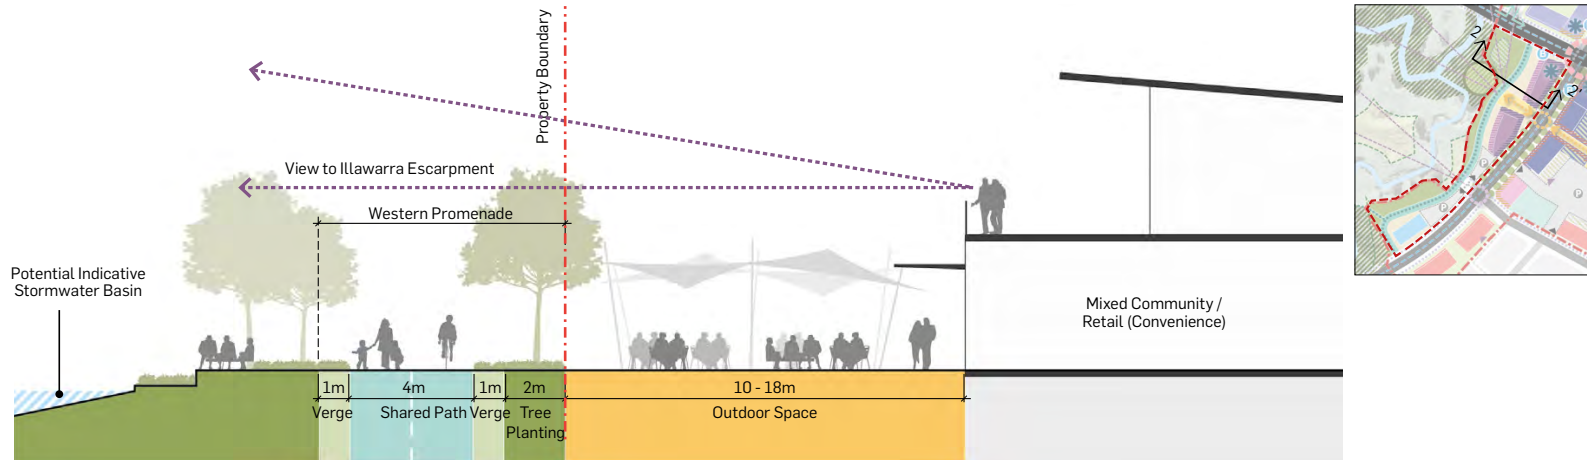 Property Boundary
View to Illawarra Escarpment
Western Promenade
Potential Indicative
Stormwater Basin
Mixed Community /
Retail (Convenience)
1m
4m
1m
2m
10 - 18m
Verge
Shared Path
Verge
Tree
Planting
Outdoor Space
2
2'
P
P
P